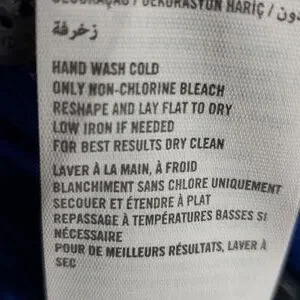 / DEKORASYON HARİÇ /
زخرفة
HAND WASH COLD
ONLY NON-CHLORINE BLEACH
RESHAPE AND LAY FLAT TO DRY
LOW IRON IF NEEDED
FOR BEST RESULTS DRY CLEAN
LAVER À LA MAIN, À FROID
BLANCHIMENT SANS CHLORE UNIQUEMENT
SECOUER ET ÉTENDRE À PLAT
REPASSAGE À TEMPÉRATURES BASSES SI
NÉCESSAIRE
POUR DE MEILLEURS RÉSULTATS, LAVER À
SEC